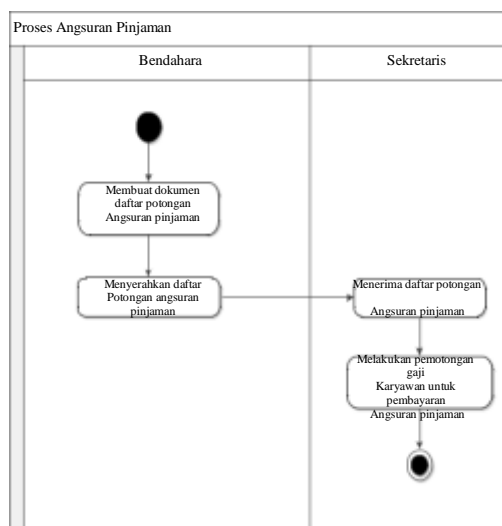 Proses Angsuran Pinjaman
Bendahara
Sekretaris
Membuat dokumen
daftar potongan
Angsuran pinjaman
Menyerahkan daftar
Potongan angsuran
pinjaman
Menerima daftar potongan
Angsuran pinjaman
Melakukan pemotongan
gaji
Karyawan untuk
pembayaran
Angsuran pinjaman